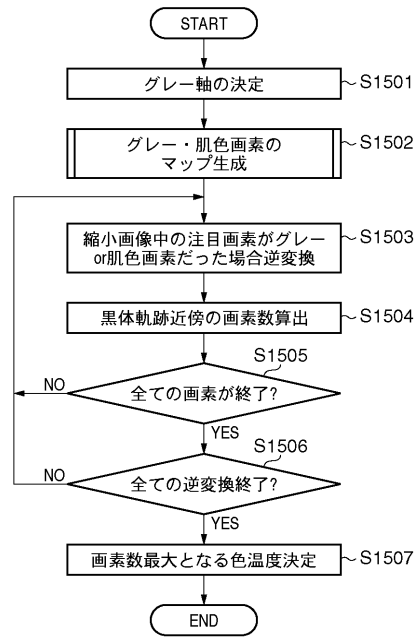 START
グレー軸の決定
S1501
グレー・肌色画素の
マップ生成
S1502
縮小画像中の注目画素がグレー
or肌色画素だった場合逆変換
S1503
黒体軌跡近傍の画素数算出
S1504
S1505
全ての画素が終了?
NO
YES
S1506
全ての逆変換終了?
NO
YES
画素数最大となる色温度決定
S1507
END